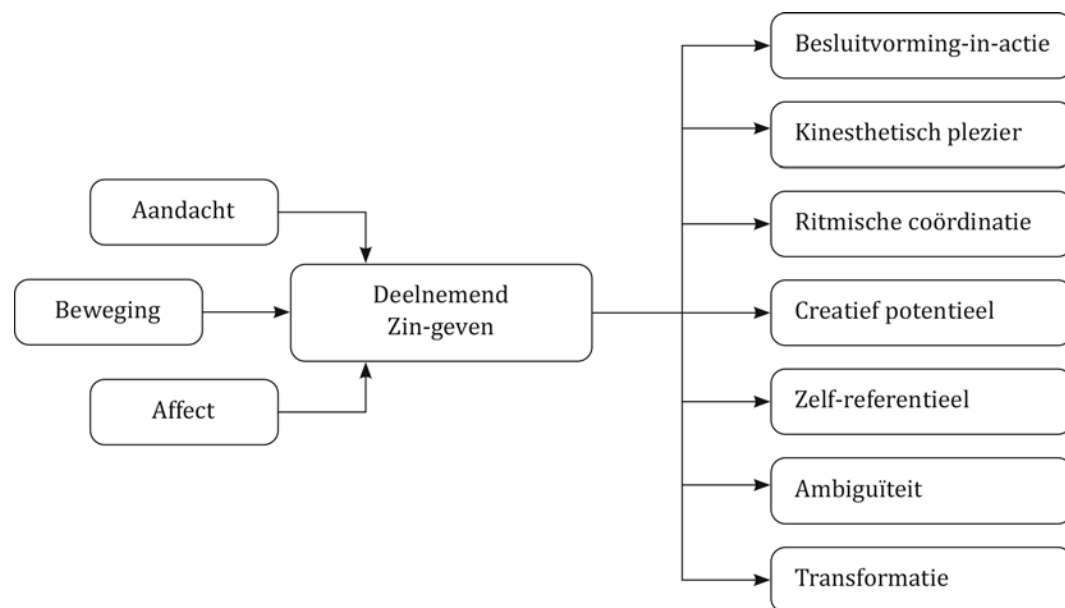 Aandacht
Beweging
Affect
Deelnemend
Zin-geven
Besluitvorming-in-actie
Kinesthetisch plezier
Ritmische coördinatie
Creatief potentieel
Zelf-referentieel
Ambiguïteit
Transformatie